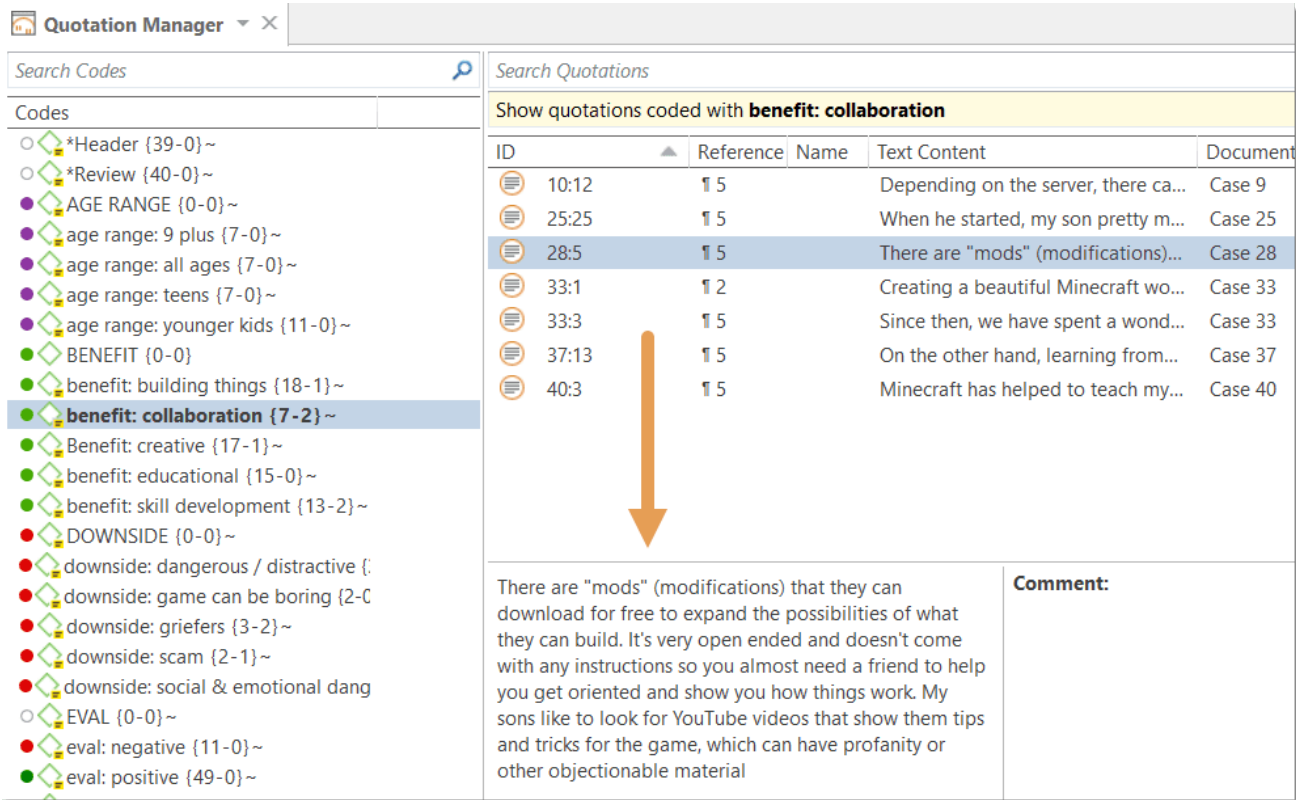 Quotation Manager
Search Codes
Codes
*Header {39-0}~
*Review {40-0}~
AGE RANGE {0-0}~
age range: 9 plus {7-0}~
age range: all ages {7-0}~
age range: teens {7-0}~
age range: younger kids {11-0}~
BENEFIT {0-0}
benefit: building things {18-1}~
benefit: collaboration {7-2}~
Benefit: creative {17-1}~
benefit: educational {15-0}~
benefit: skill development {13-2}~
DOWNSIDE {0-0}~
downside: dangerous / distractive {
downside: game can be boring {2-0
downside: griefers {3-2}~
downside: scam {2-1}~
downside: social & emotional dang
EVAL {0-0}~
eval: negative {11-0}~
eval: positive {49-0}~
Search Quotations
Show quotations coded with benefit: collaboration
ID Reference Name Text Content Document
10:12 ¶ 5 Depending on the server, there ca... Case 9
25:25 ¶ 5 When he started, my son pretty m... Case 25
28:5 ¶ 5 There are "mods" (modifications)... Case 28
33:1 ¶ 2 Creating a beautiful Minecraft wo... Case 33
33:3 ¶ 5 Since then, we have spent a wond... Case 33
37:13 ¶ 5 On the other hand, learning from... Case 37
40:3 ¶ 5 Minecraft has helped to teach my... Case 40
There are "mods" (modifications) that they can
download for free to expand the possibilities of what
they can build. It's very open ended and doesn't come
with any instructions so you almost need a friend to help
you get oriented and show you how things work. My
sons like to look for YouTube videos that show them tips
and tricks for the game, which can have profanity or
other objectionable material
Comment: